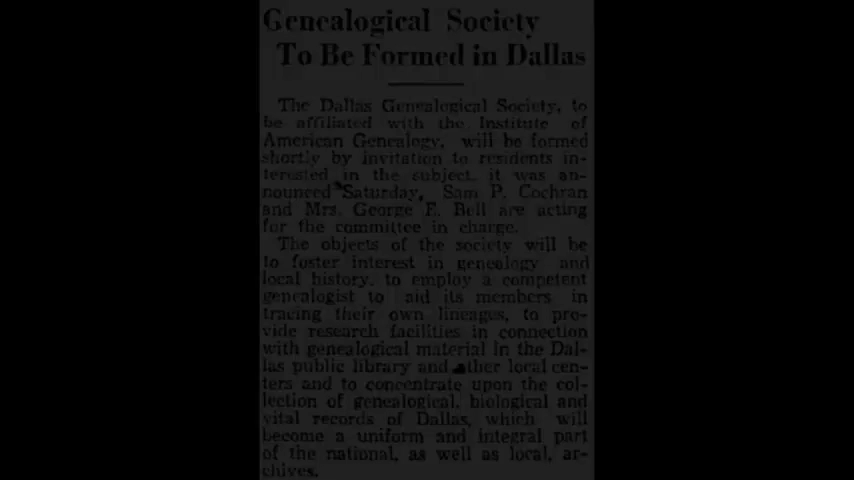 Genealogical Society
To Be Formed in Dallas
The Dallas Genealogical Society, to
be affiliated with the Institute of
American Genealogy, will be formed
shortly by invitation to residents in-
terested in the subject, it was an-
nounced Saturday. Sam P. Cochran
and Mrs. George E. Bell are acting
for the committee in charge.
The objects of the society will be
to foster interest in genealogy and
local history, to employ a competent
genealogist to aid its members in
tracing their own lineages, to pro-
vide research facilities in connection
with genealogical material in the Dal-
las public library and other local cen-
ters and to concentrate upon the col-
lection of genealogical, biological and
vital records of Dallas, which will
become a uniform and integral part
of the national, as well as local, ar-
chives.